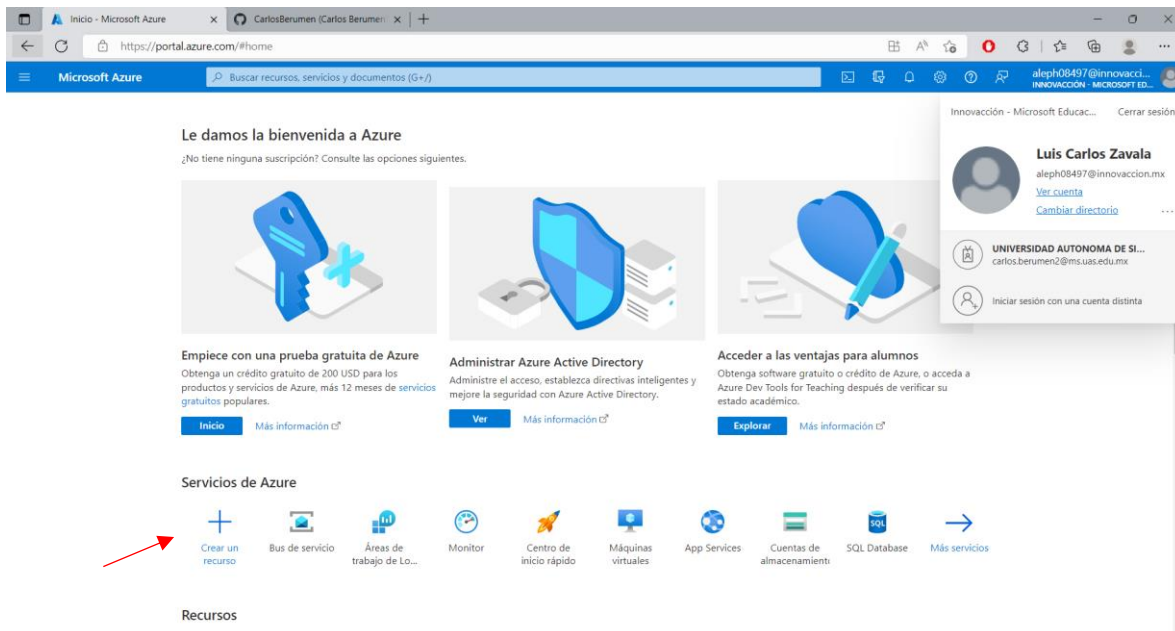 Inicio - Microsoft Azure
CarlosBerumen (Carlos Berumen
https://portal.azure.com/#home
Microsoft Azure
Buscar recursos, servicios y documentos (G+/)
aleph08497@innovacci...
INNOVACCIÓN - MICROSOFT ED...
Innovacción - Microsoft Educac...
Cerrar sesión
Luis Carlos Zavala
aleph08497@innovaccion.mx
Ver cuenta
Cambiar directorio
...
UNIVERSIDAD AUTONOMA DE SI...
carlos.berumen2@ms.uas.edu.mx
Iniciar sesión con una cuenta distinta
Le damos la bienvenida a Azure
¿No tiene ninguna suscripción? Consulte las opciones siguientes.
Empiece con una prueba gratuita de Azure
Obtenga un crédito gratuito de 200 USD para los
productos y servicios de Azure, más 12 meses de servicios
gratuitos populares.
Inicio
Más información
Administrar Azure Active Directory
Administre el acceso, establezca directivas inteligentes y
mejore la seguridad con Azure Active Directory.
Ver
Más información
Acceder a las ventajas para alumnos
Obtenga software gratuito o crédito de Azure, o acceda a
Azure Dev Tools for Teaching después de verificar su
estado académico.
Explorar
Más información
Servicios de Azure
Crear un
recurso
Bus de servicio
Áreas de
trabajo de Lo...
Monitor
Centro de
inicio rápido
Máquinas
virtuales
App Services
Cuentas de
almacenamiento
SQL
SQL Database
Más servicios
Recursos